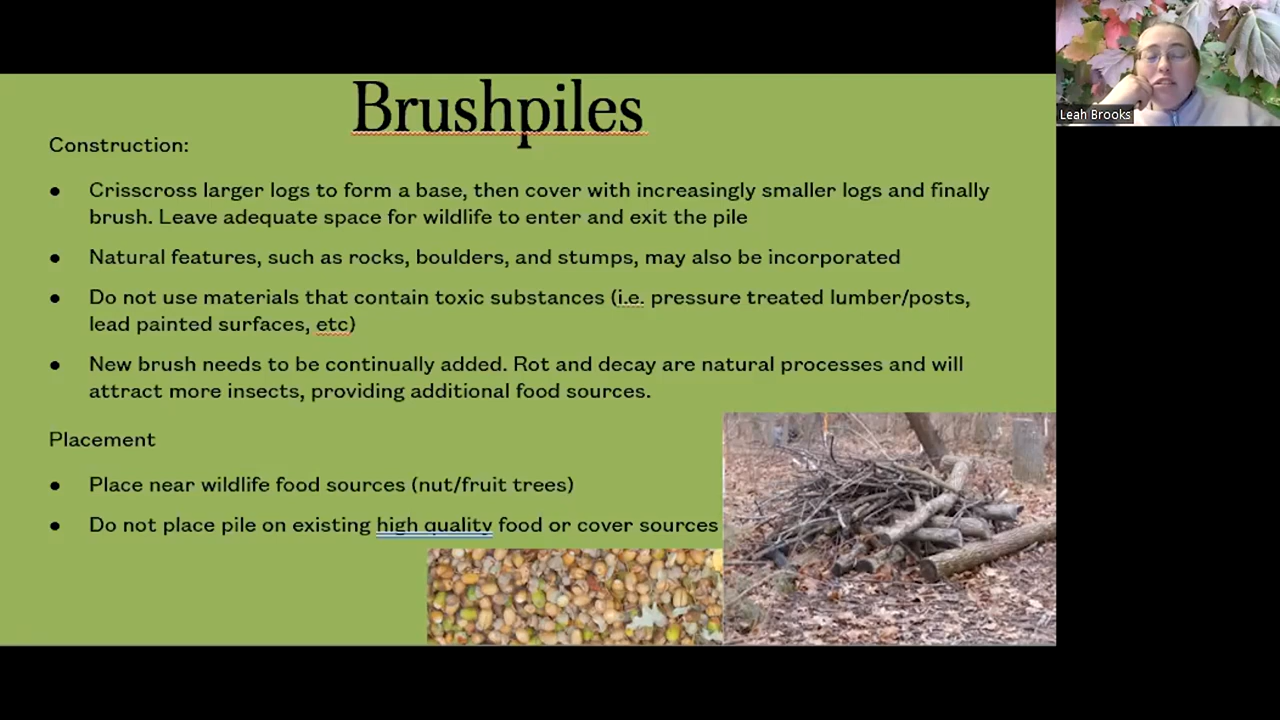 Brushpiles
Construction:
● Crisscross larger logs to form a base, then cover with increasingly smaller logs and finally
brush. Leave adequate space for wildlife to enter and exit the pile
● Natural features, such as rocks, boulders, and stumps, may also be incorporated
● Do not use materials that contain toxic substances (i.e. pressure treated lumber/posts,
lead painted surfaces, etc)
● New brush needs to be continually added. Rot and decay are natural processes and will
attract more insects, providing additional food sources.
Placement
● Place near wildlife food sources (nut/fruit trees)
● Do not place pile on existing high quality food or cover sources
Leah Brooks